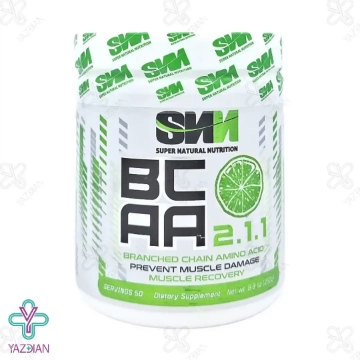 SNN
SUPER NATURAL NUTRITION
BC
AA 2.1.1
BRANCHED CHAIN AMINO ACID
PREVENT MUSCLE DAMAGE
MUSCLE RECOVERY
SERVINGS 50 Dietary Supplement
YAZDIAN